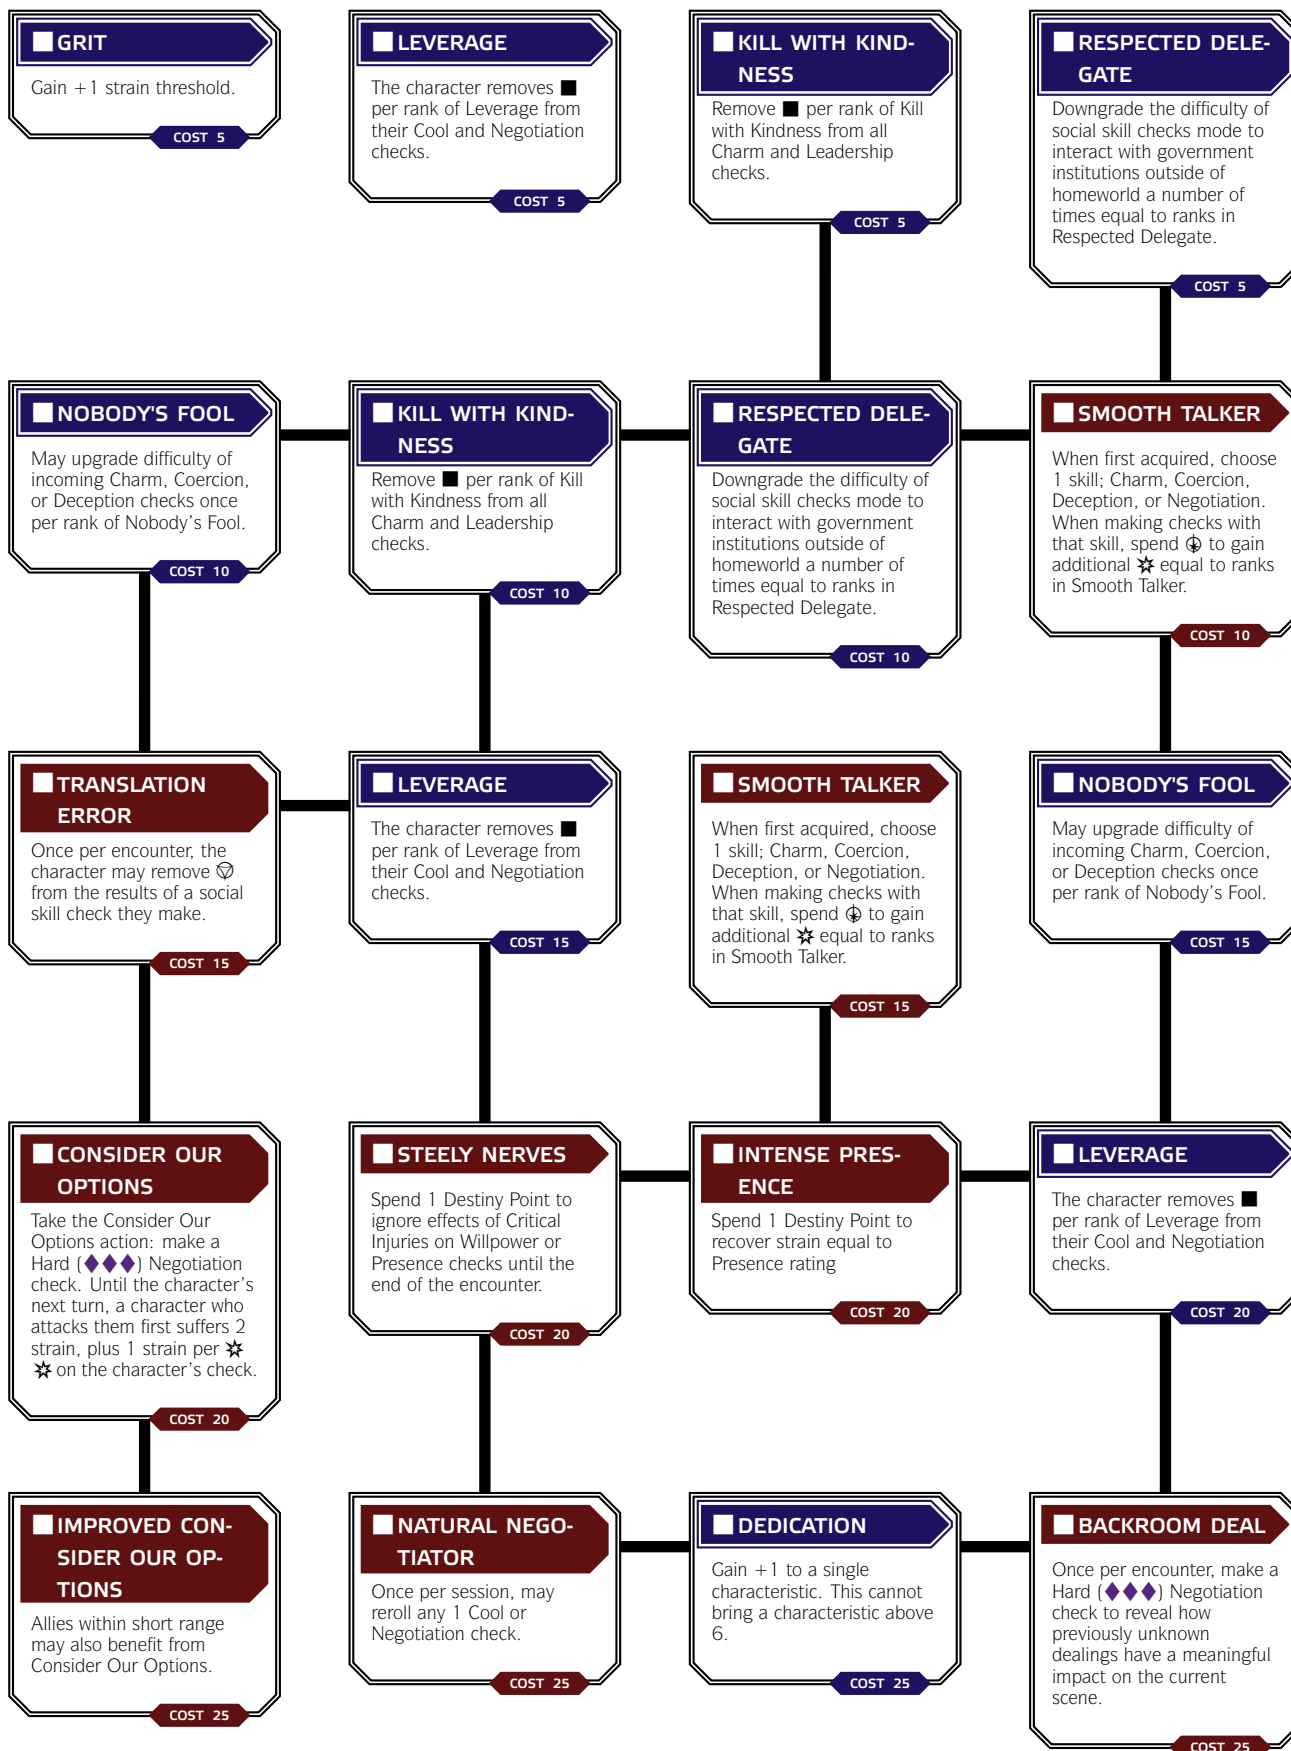 GRIT
Gain +1 strain threshold.
COST 5
LEVERAGE
The character removes ■
per rank of Leverage from
their Cool and Negotiation
checks.
COST 5
KILL WITH KIND-
NESS
Remove ■ per rank of Kill
with Kindness from all
Charm and Leadership
checks.
COST 5
RESPECTED DELE-
GATE
Downgrade the difficulty of
social skill checks mode to
interact with government
institutions outside of
homeworld a number of
times equal to ranks in
Respected Delegate.
COST 5
NOBODY'S FOOL
May upgrade difficulty of
incoming Charm, Coercion,
or Deception checks once
per rank of Nobody's Fool.
COST 10
KILL WITH KIND-
NESS
Remove ■ per rank of Kill
with Kindness from all
Charm and Leadership
checks.
COST 10
RESPECTED DELE-
GATE
Downgrade the difficulty of
social skill checks mode to
interact with government
institutions outside of
homeworld a number of
times equal to ranks in
Respected Delegate.
COST 10
SMOOTH TALKER
When first acquired, choose
1 skill; Charm, Coercion,
Deception, or Negotiation.
When making checks with
that skill, spend to gain
additional equal to ranks
in Smooth Talker.
COST 10
TRANSLATION
ERROR
Once per encounter, the
character may remove
from the results of a social
skill check they make.
COST 15
LEVERAGE
The character removes ■
per rank of Leverage from
their Cool and Negotiation
checks.
COST 15
SMOOTH TALKER
When first acquired, choose
1 skill; Charm, Coercion,
Deception, or Negotiation.
When making checks with
that skill, spend to gain
additional equal to ranks
in Smooth Talker.
COST 15
NOBODY'S FOOL
May upgrade difficulty of
incoming Charm, Coercion,
or Deception checks once
per rank of Nobody's Fool.
COST 15
CONSIDER OUR
OPTIONS
Take the Consider Our
Options action: make a
Hard (◆◆◆) Negotiation
check. Until the character's
next turn, a character who
attacks them first suffers 2
strain, plus 1 strain per
on the character's check.
COST 20
STEELY NERVES
Spend 1 Destiny Point to
ignore effects of Critical
Injuries on Willpower or
Presence checks until the
end of the encounter.
COST 20
INTENSE PRES-
ENCE
Spend 1 Destiny Point to
recover strain equal to
Presence rating
COST 20
LEVERAGE
The character removes ■
per rank of Leverage from
their Cool and Negotiation
checks.
COST 20
IMPROVED CON-
SIDER OUR OP-
TIONS
Allies within short range
may also benefit from
Consider Our Options.
COST 25
NATURAL NEGO-
TIATOR
Once per session, may
reroll any 1 Cool or
Negotiation check.
COST 25
DEDICATION
Gain +1 to a single
characteristic. This cannot
bring a characteristic above
6.
COST 25
BACKROOM DEAL
Once per encounter, make a
Hard (◆◆◆) Negotiation
check to reveal how
previously unknown
dealings have a meaningful
impact on the current
scene.
COST 25